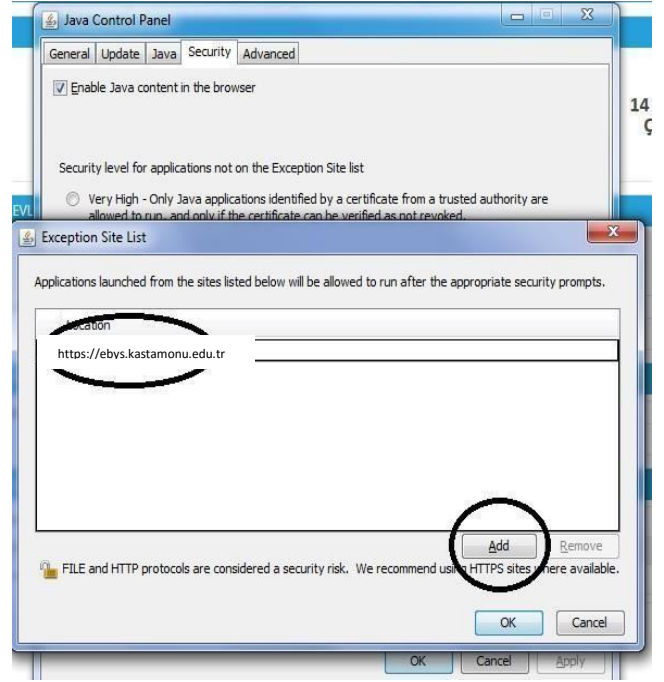 Java Control Panel
General Update Java Security Advanced
Enable Java content in the browser
14
Ç
Security level for applications not on the Exception Site list
Very High - Only Java applications identified by a certificate from a trusted authority are
EVL
allowed to run, and only if the certificate can be verified as not revoked.
Exception Site List
Applications launched from the sites listed below will be allowed to run after the appropriate security prompts.
Location
https://ebys.kastamonu.edu.tr
Add Remove
FILE and HTTP protocols are considered a security risk. We recommend using HTTPS sites where available.
OK Cancel
OK Cancel Apply